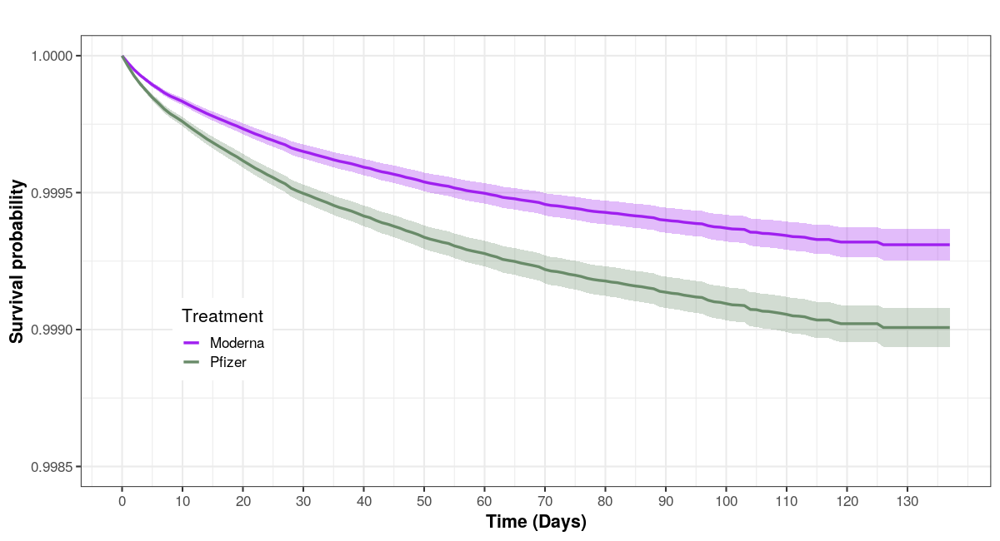 Survival probability
1.0000
0.9995
0.9990
0.9985
Treatment
Moderna
Pfizer
0 10 20 30 40 50 60 70 80 90 100 110 120 130
Time (Days)